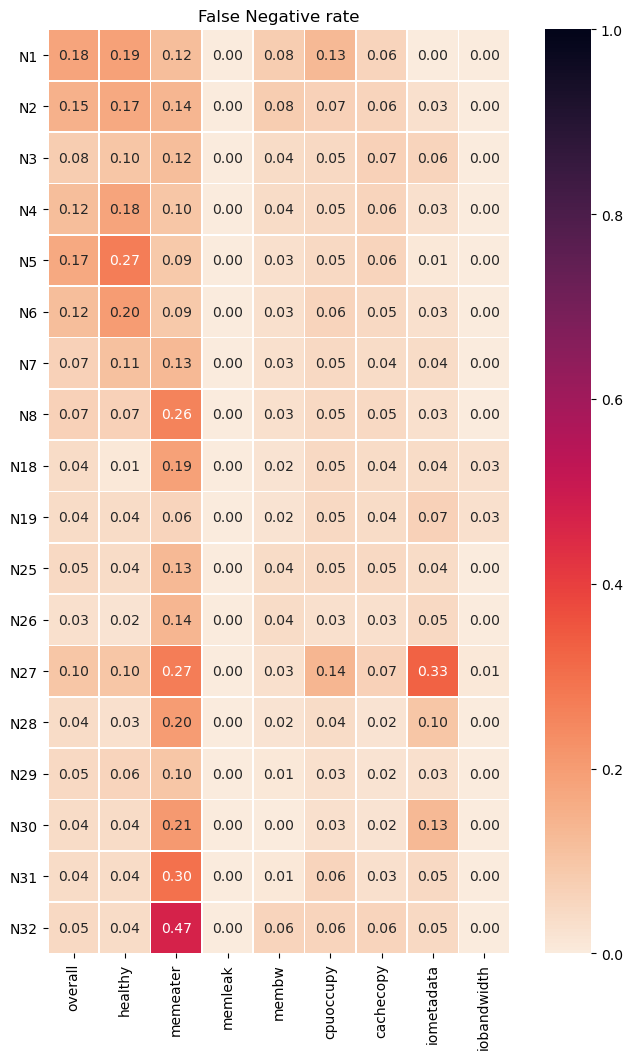 False Negative rate
N1 0.18 0.19 0.12 0.00 0.08 0.13 0.06 0.00 0.00
N2 0.15 0.17 0.14 0.00 0.08 0.07 0.06 0.03 0.00
N3 0.08 0.10 0.12 0.00 0.04 0.05 0.07 0.06 0.00
N4 0.12 0.18 0.10 0.00 0.04 0.05 0.06 0.03 0.00
N5 0.17 0.27 0.09 0.00 0.03 0.05 0.06 0.01 0.00
N6 0.12 0.20 0.09 0.00 0.03 0.06 0.05 0.03 0.00
N7 0.07 0.11 0.13 0.00 0.03 0.05 0.04 0.04 0.00
N8 0.07 0.07 0.26 0.00 0.03 0.05 0.05 0.03 0.00
N18 0.04 0.01 0.19 0.00 0.02 0.05 0.04 0.04 0.03
N19 0.04 0.04 0.06 0.00 0.02 0.05 0.04 0.07 0.03
N25 0.05 0.04 0.13 0.00 0.04 0.05 0.05 0.04 0.00
N26 0.03 0.02 0.14 0.00 0.04 0.03 0.03 0.05 0.00
N27 0.10 0.10 0.27 0.00 0.03 0.14 0.07 0.33 0.01
N28 0.04 0.03 0.20 0.00 0.02 0.04 0.02 0.10 0.00
N29 0.05 0.06 0.10 0.00 0.01 0.03 0.02 0.03 0.00
N30 0.04 0.04 0.21 0.00 0.00 0.03 0.02 0.13 0.00
N31 0.04 0.04 0.30 0.00 0.01 0.06 0.03 0.05 0.00
N32 0.05 0.04 0.47 0.00 0.06 0.06 0.06 0.05 0.00
overall healthy memeater memleak membw cpuoccupy cachecopy iometadata iobandwidth
1.0
0.8
0.6
0.4
0.2
0.0